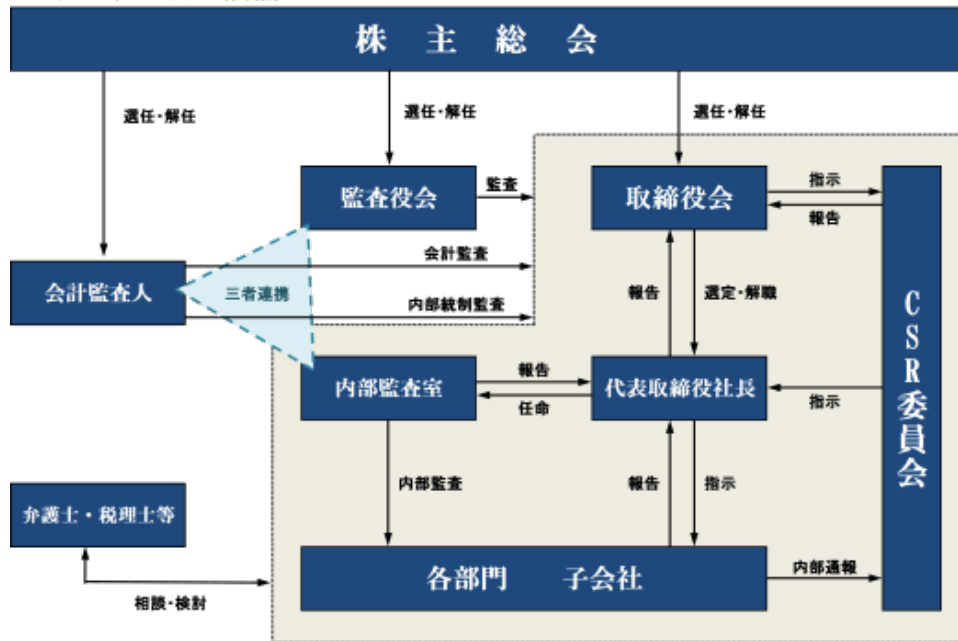 株主総会
選任・解任
選任・解任
選任・解任
監査役会
監査
取締役会
指示
報告
会計監査人
三者連携
会計監査
内部統制監査
報告
選定・解職
CSR委員会
内部監査室
報告
任命
代表取締役社長
指示
内部監査
報告
指示
弁護士・税理士等
相談・検討
各部門 子会社
内部通報